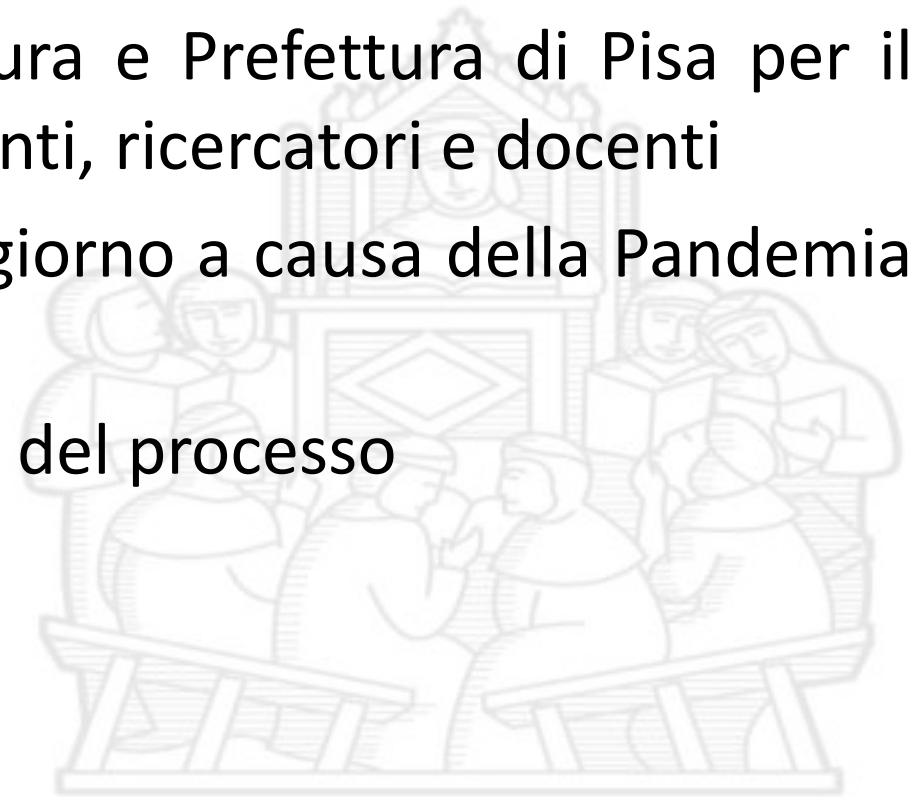 ura e Prefettura di Pisa per il
nti, ricercatori e docenti
giorno a causa della Pandemia
del processo